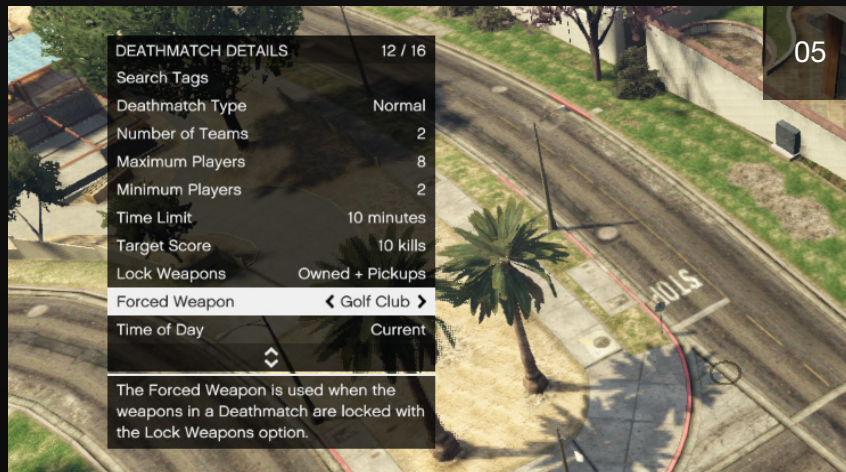 DEATHMATCH DETAILS 12 / 16
Search Tags
Deathmatch Type Normal
Number of Teams 2
Maximum Players 8
Minimum Players 2
Time Limit 10 minutes
Target Score 10 kills
Lock Weapons Owned + Pickups
Forced Weapon Golf Club
Time of Day Current
The Forced Weapon is used when the
weapons in a Deathmatch are locked with
the Lock Weapons option.
05
STOP